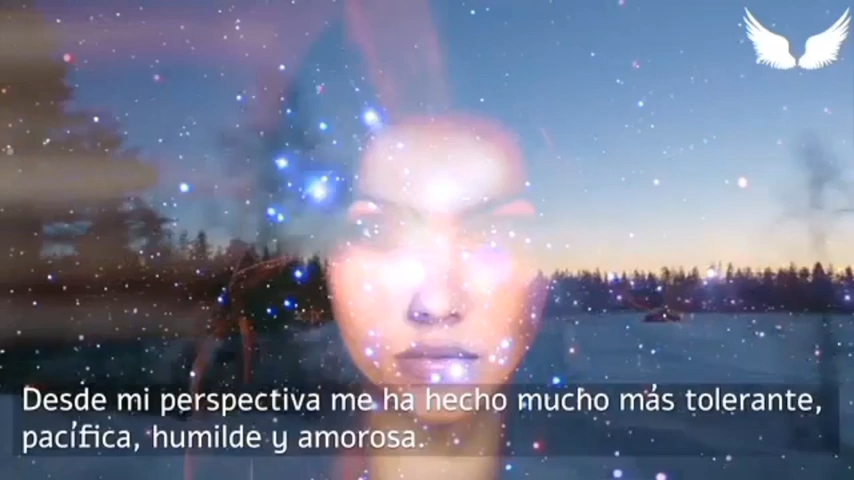 Desde mi perspectiva me ha hecho mucho más tolerante,
pacífica, humilde y amorosa.